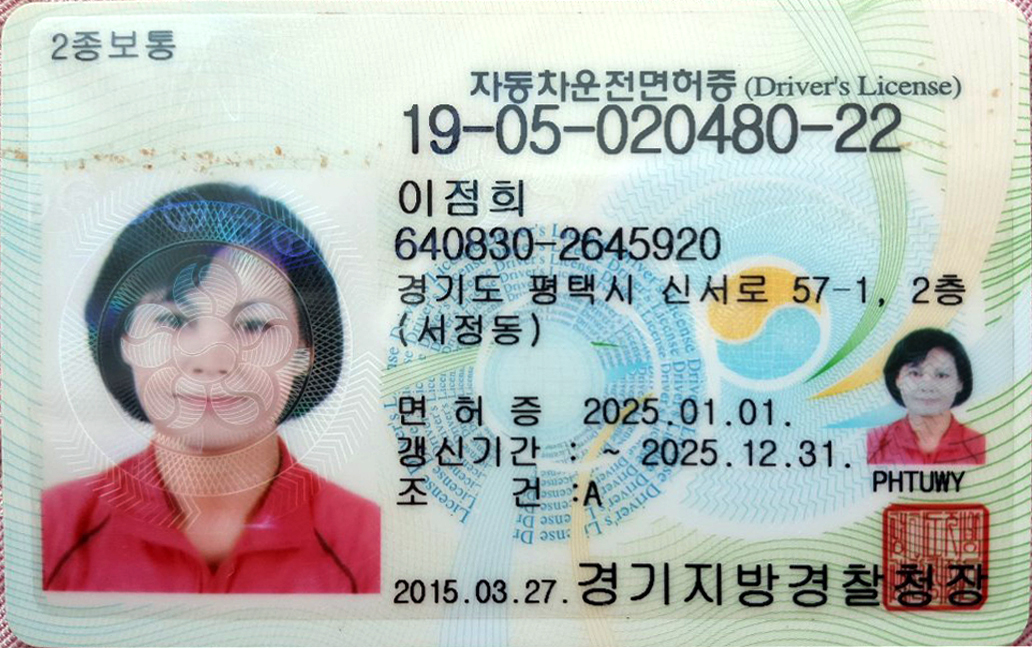 2종보통
자동차운전면허증 (Driver's License)
19-05-020480-22
이점희
640830-2645920
경기도 평택시 신서로 57-1, 2층
(서정동)
면 허 증 2025.01.01.
갱신기간 : ~ 2025.12.31.
조 건 :A
PHTUWY
2015.03.27. 경기지방경찰청장